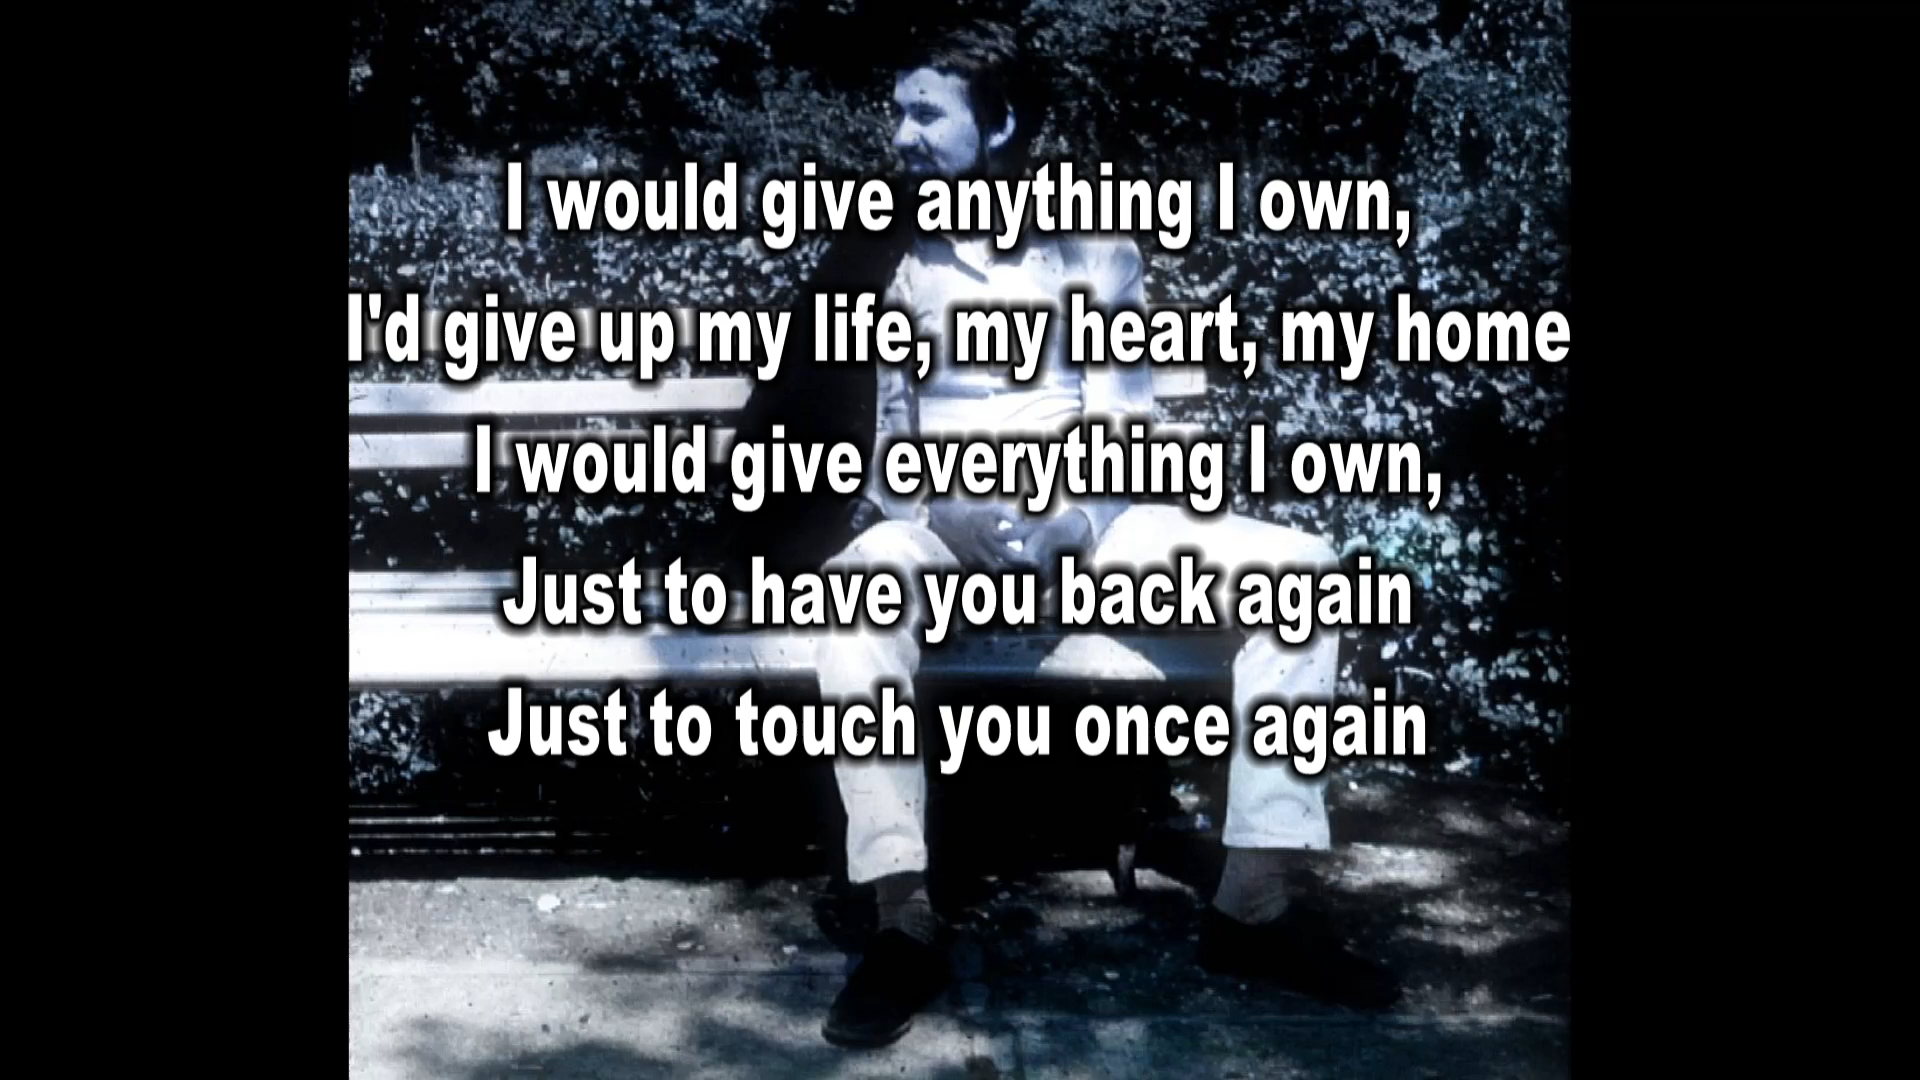 I would give anything I own,
I'd give up my life, my heart, my home
I would give everything I own,
Just to have you back again
Just to touch you once again